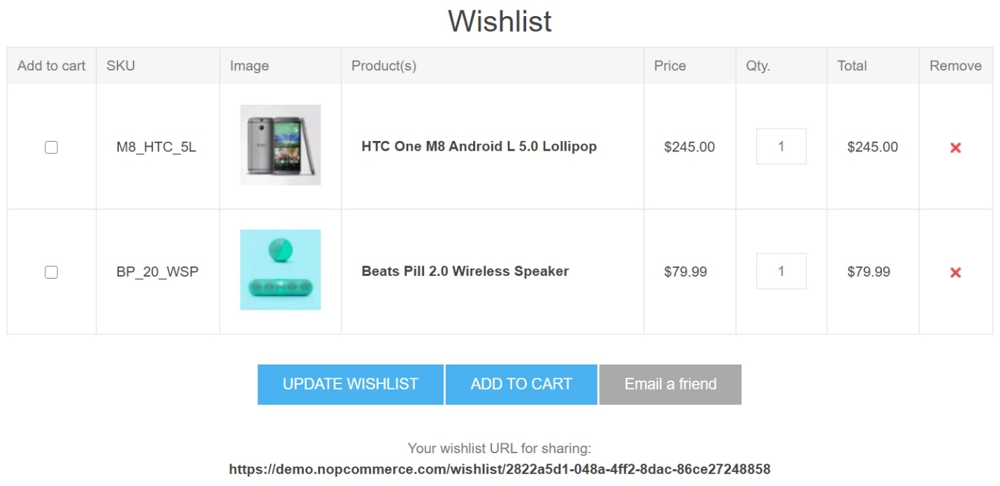 Wishlist
Add to cart SKU Image Product(s) Price Qty. Total Remove
M8_HTC_5L HTC One M8 Android L 5.0 Lollipop $245.00 1 $245.00
BP_20_WSP Beats Pill 2.0 Wireless Speaker $79.99 1 $79.99
UPDATE WISHLIST ADD TO CART Email a friend
Your wishlist URL for sharing:
https://demo.nopcommerce.com/wishlist/2822a5d1-048a-4ff2-8dac-86ce27248858